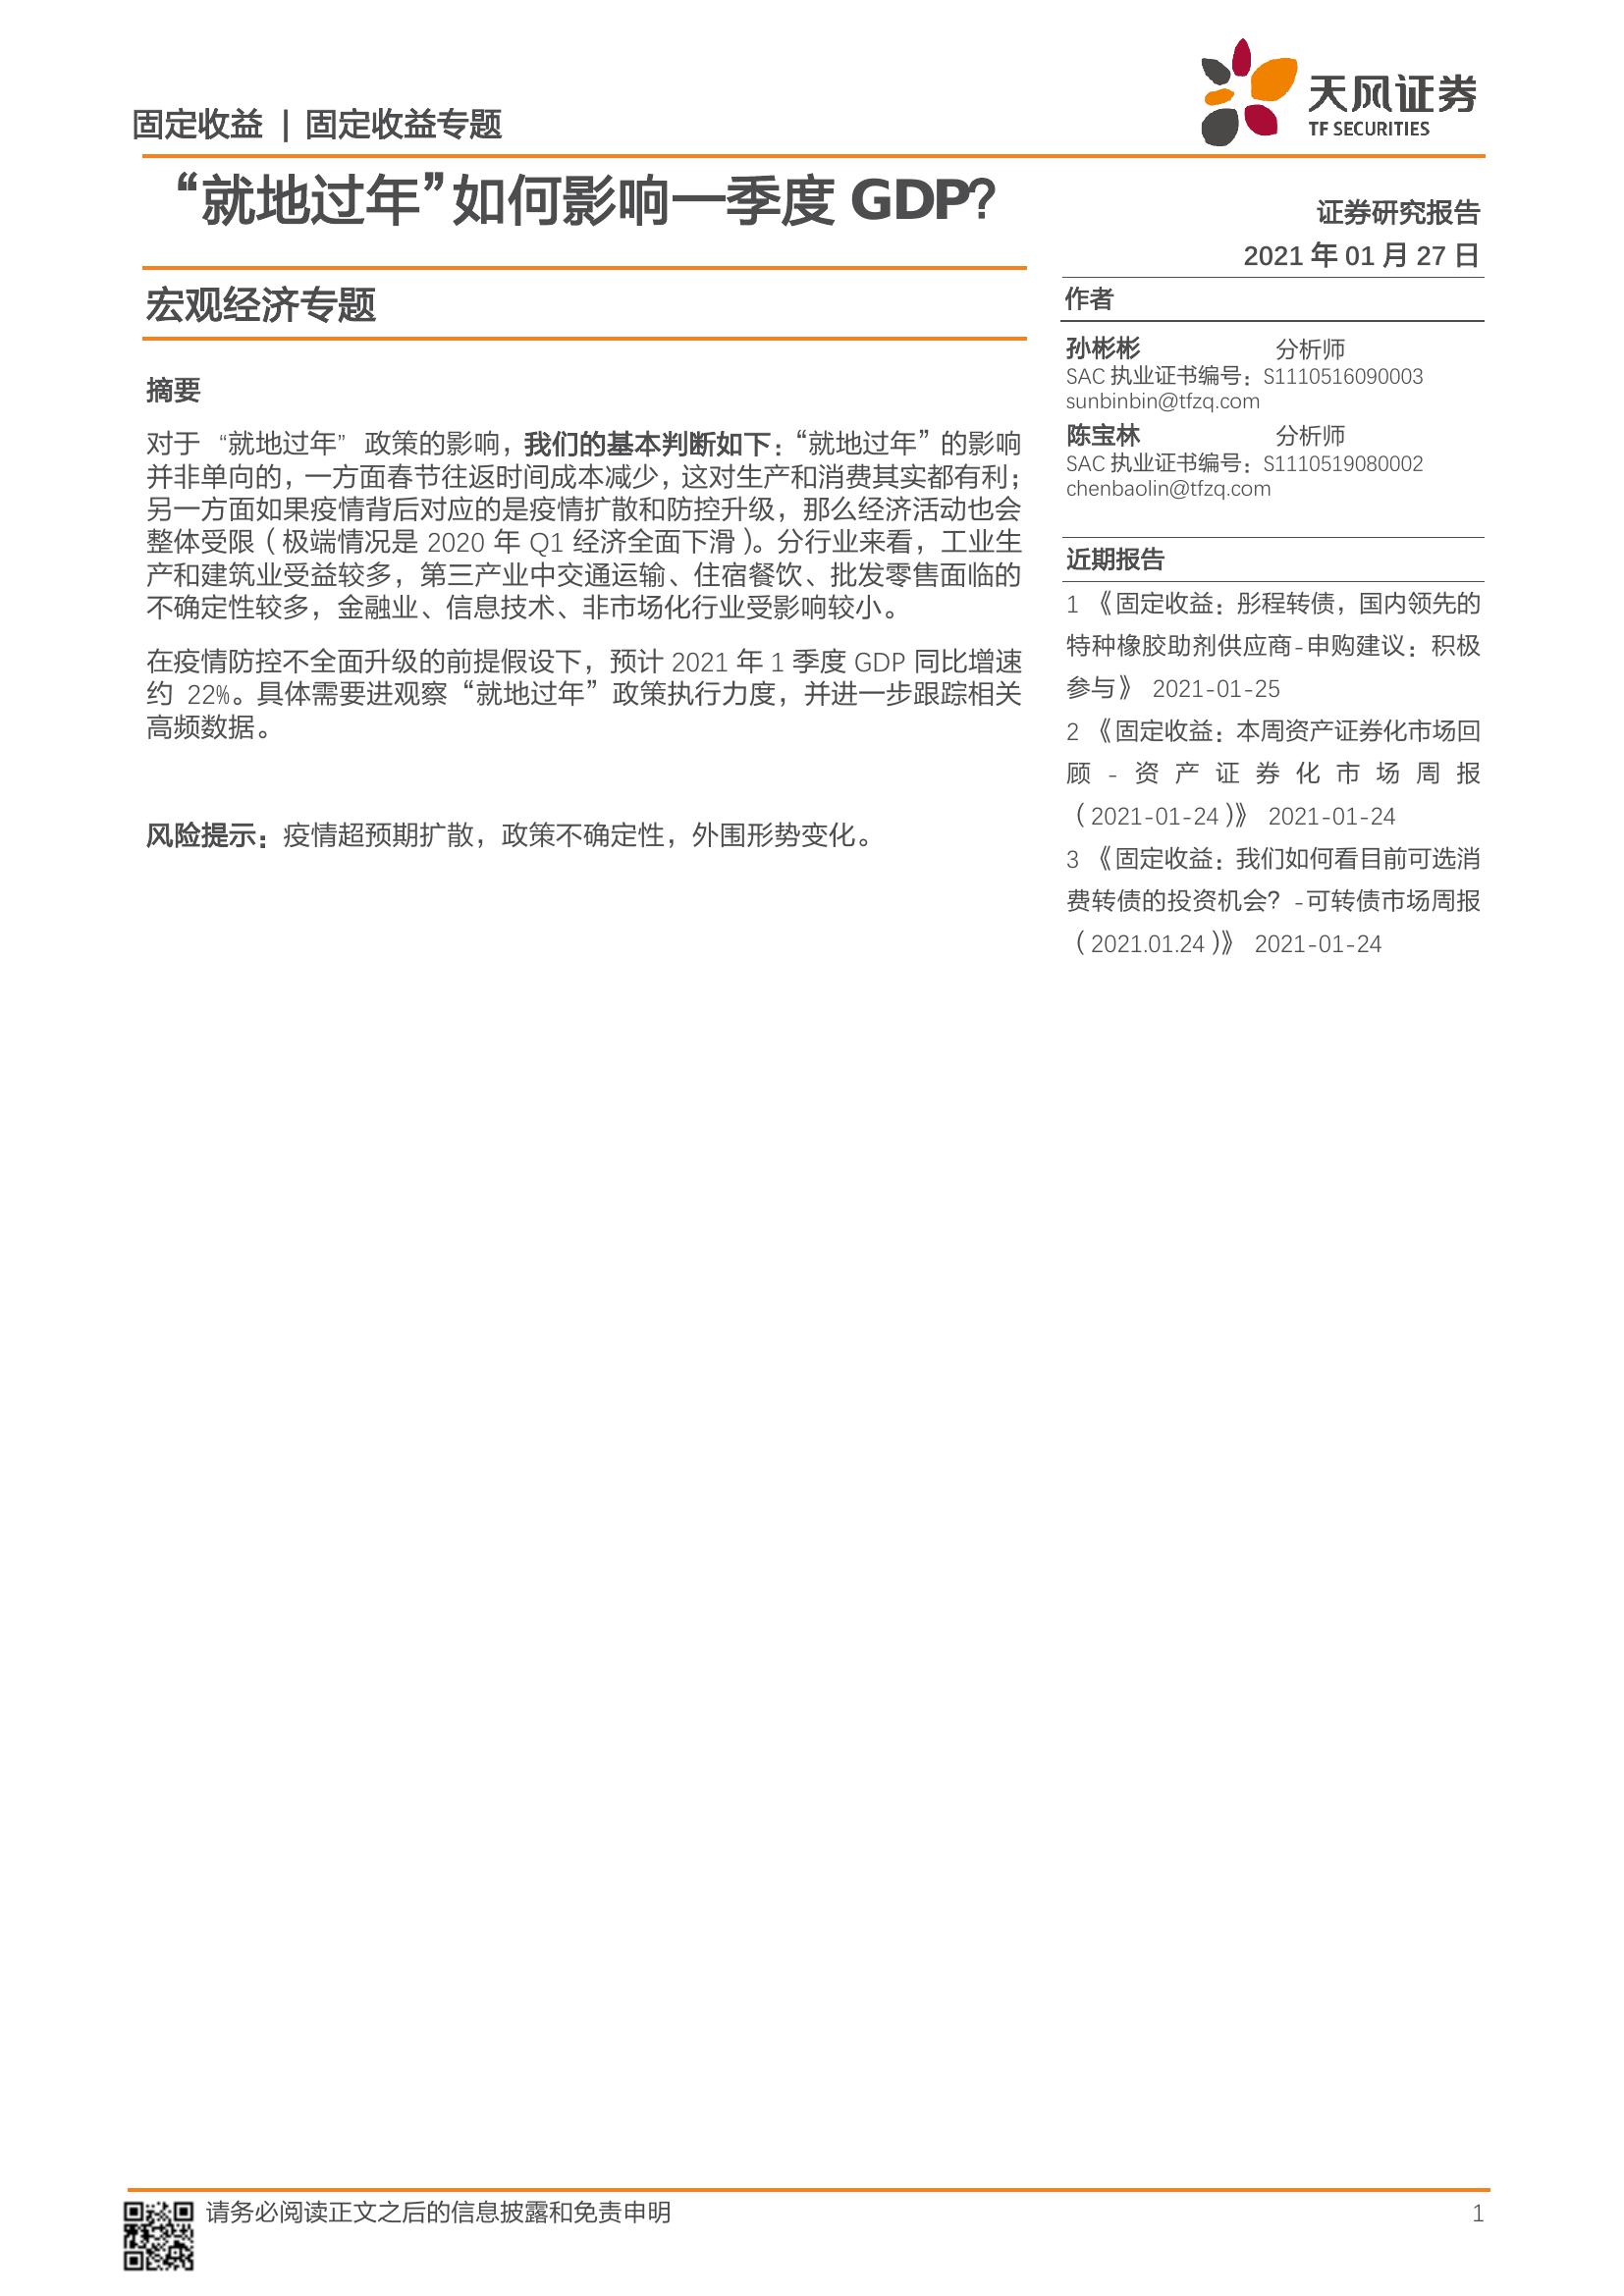 天风证券
TF SECURITIES
固定收益 | 固定收益专题
“就地过年”如何影响一季度 GDP?
证券研究报告
2021 年 01 月 27 日
宏观经济专题
摘要
对于 “就地过年” 政策的影响，我们的基本判断如下：“就地过年”的影响
并非单向的，一方面春节往返时间成本减少，这对生产和消费其实都有利；
另一方面如果疫情背后对应的是疫情扩散和防控升级，那么经济活动也会
整体受限（极端情况是 2020 年 Q1 经济全面下滑）。分行业来看，工业生
产和建筑业受益较多，第三产业中交通运输、住宿餐饮、批发零售面临的
不确定性较多，金融业、信息技术、非市场化行业受影响较小。
在疫情防控不全面升级的前提假设下，预计 2021 年 1 季度 GDP 同比增速
约 22%。具体需要进观察“就地过年”政策执行力度，并进一步跟踪相关
高频数据。
风险提示：疫情超预期扩散，政策不确定性，外围形势变化。
作者
孙彬彬 分析师
SAC 执业证书编号：S1110516090003
sunbinbin@tfzq.com
陈宝林 分析师
SAC 执业证书编号：S1110519080002
chenbaolin@tfzq.com
近期报告
1 《固定收益：彤程转债，国内领先的
特种橡胶助剂供应商-申购建议：积极
参与》 2021-01-25
2 《固定收益：本周资产证券化市场回
顾 - 资产证券化市场周报
（2021-01-24）》 2021-01-24
3 《固定收益：我们如何看目前可选消
费转债的投资机会？-可转债市场周报
（2021.01.24）》 2021-01-24
请务必阅读正文之后的信息披露和免责申明
1